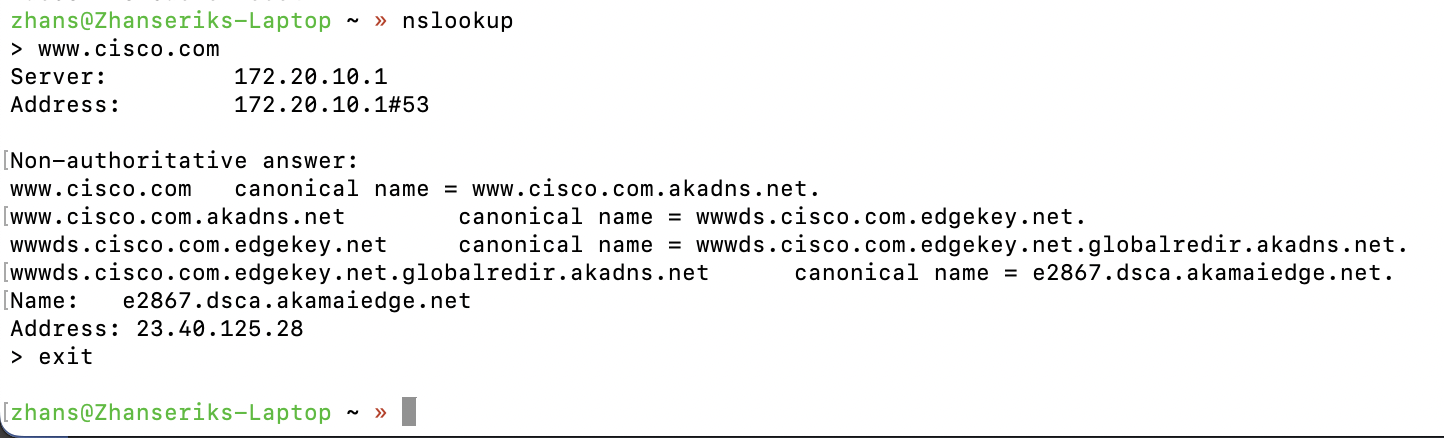 zhans@Zhanseriks-Laptop ~ » nslookup
> www.cisco.com
Server:         172.20.10.1
Address:        172.20.10.1#53
Non-authoritative answer:
www.cisco.com   canonical name = www.cisco.com.akadns.net.
www.cisco.com.akadns.net        canonical name = wwwds.cisco.com.edgekey.net.
wwwds.cisco.com.edgekey.net     canonical name = wwwds.cisco.com.edgekey.net.globalredir.akadns.net.
wwwds.cisco.com.edgekey.net.globalredir.akadns.net      canonical name = e2867.dsca.akamaiedge.net.
Name:   e2867.dsca.akamaiedge.net
Address: 23.40.125.28
> exit
zhans@Zhanseriks-Laptop ~ »